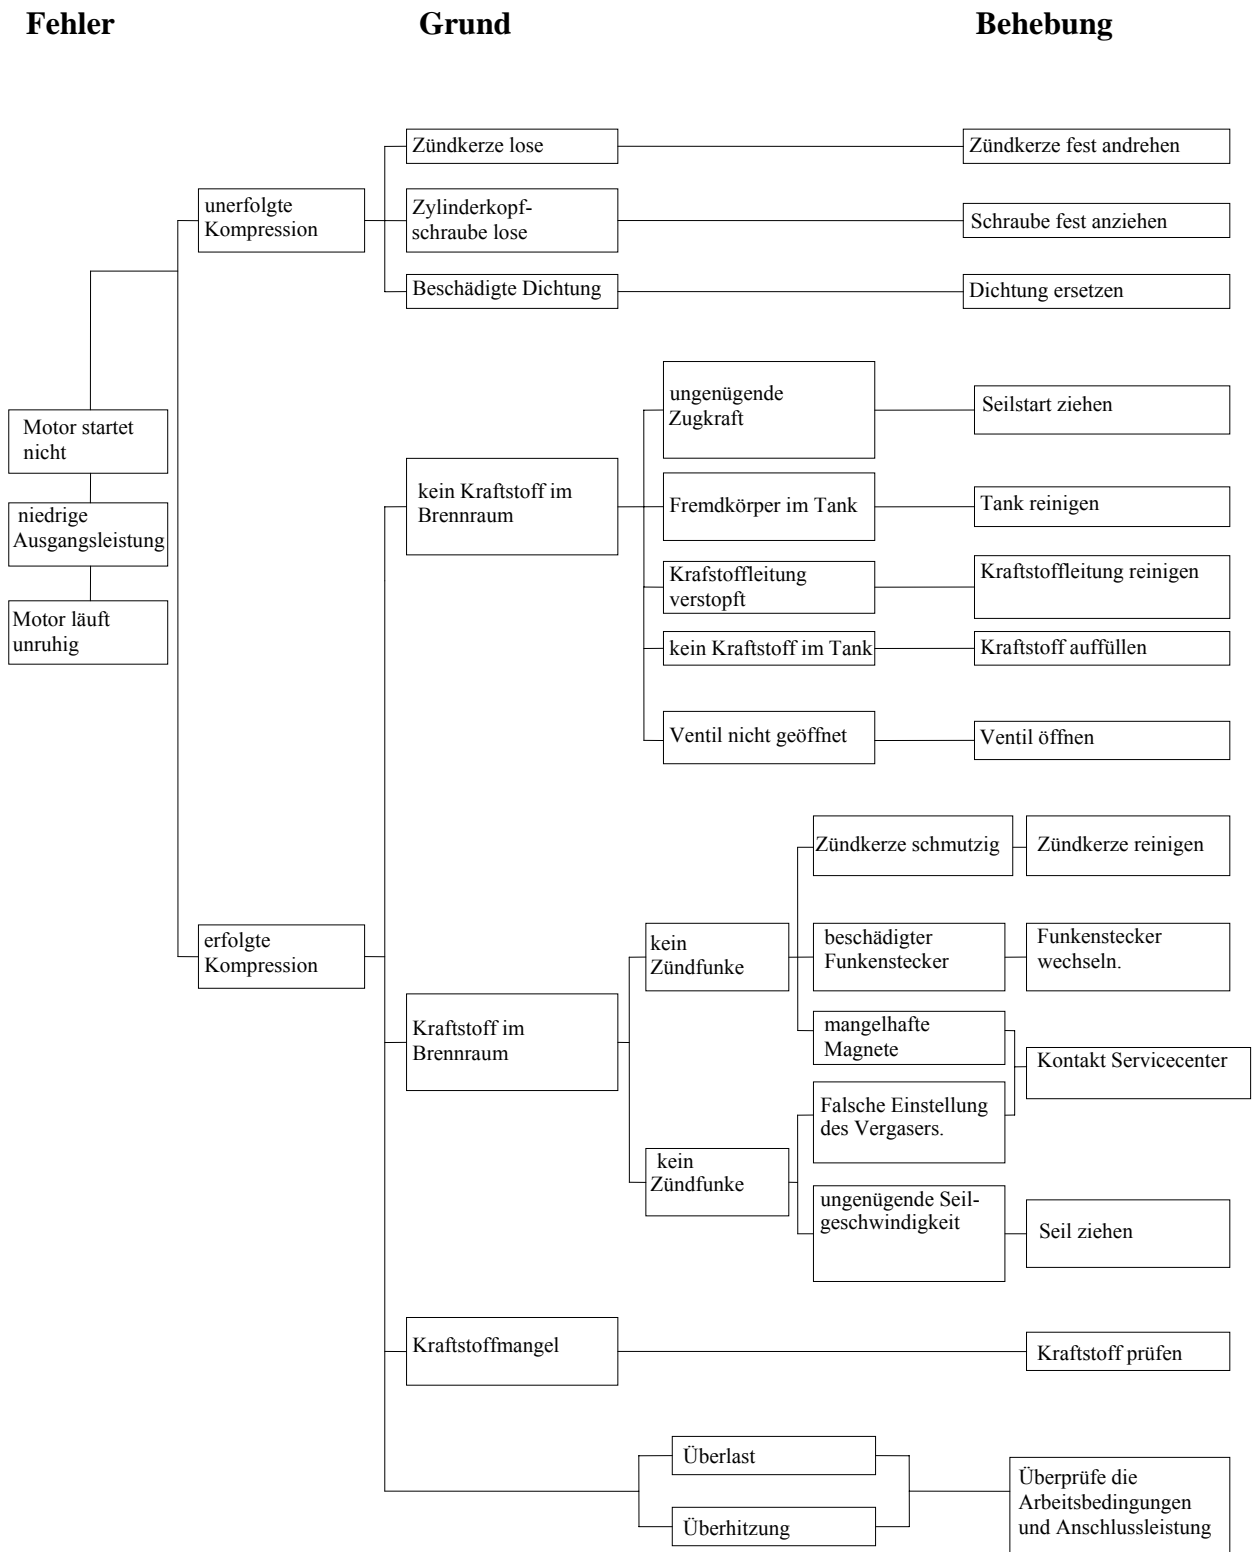 Fehler
Grund
Behebung
Zündkerze lose
Zündkerze fest andrehen
unerfolgte
Kompression
Zylinderkopf-
schraube lose
Schraube fest anziehen
Beschädigte Dichtung
Dichtung ersetzen
Motor startet
nicht
niedrige
Ausgangsleistung
Motor läuft
unruhig
kein Kraftstoff im
Brennraum
ungenügende
Zugkraft
Seilstart ziehen
Fremdkörper im Tank
Tank reinigen
Krafstoffleitung
verstopft
Kraftstoffleitung reinigen
kein Kraftstoff im Tank
Kraftstoff auffüllen
Ventil nicht geöffnet
Ventil öffnen
erfolgte
Kompression
Kraftstoff im
Brennraum
kein
Zündfunke
Zündkerze schmutzig
Zündkerze reinigen
beschädigter
Funkenstecker
Funkenstecker
wechseln.
mangelhafte
Magnete
Kontakt Servicecenter
kein
Zündfunke
Falsche Einstellung
des Vergasers.
ungenügende Seil-
geschwindigkeit
Seil ziehen
Kraftstoffmangel
Kraftstoff prüfen
Überlast
Überhitzung
Überprüfe die
Arbeitsbedingungen
und Anschlussleistung